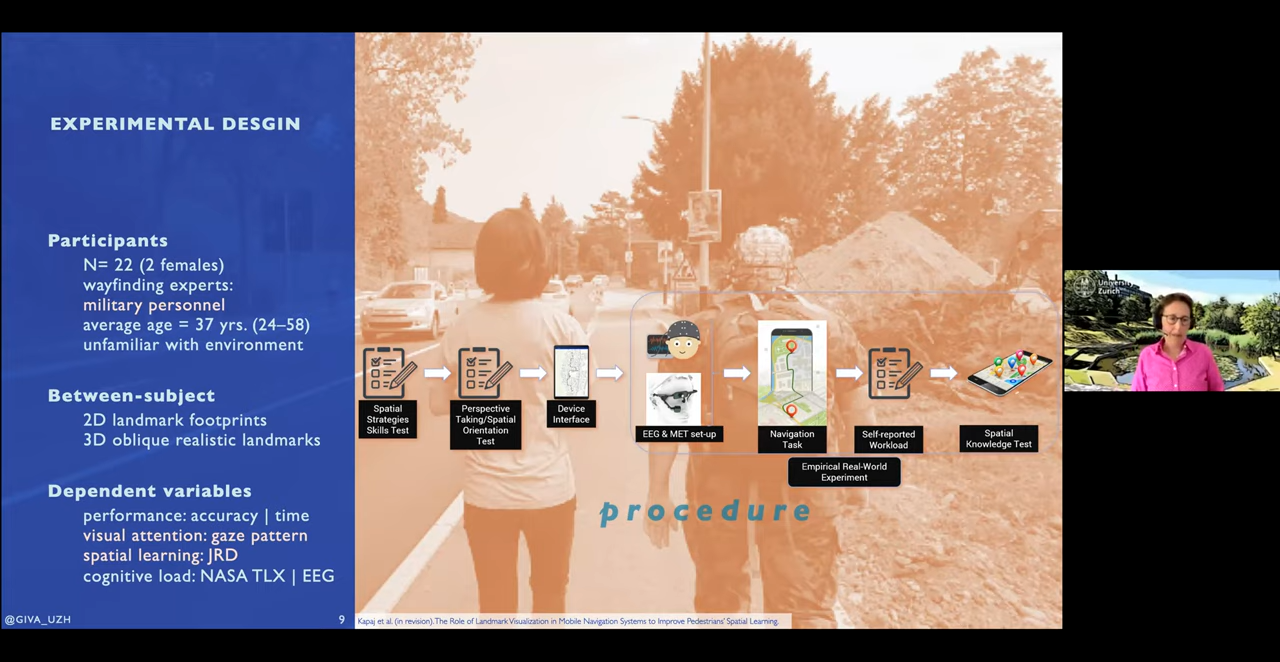 EXPERIMENTAL DESGIN
Participants
N= 22 (2 females)
wayfinding experts:
military personnel
average age = 37 yrs. (24–58)
unfamiliar with environment
Between-subject
2D landmark footprints
3D oblique realistic landmarks
Dependent variables
performance: accuracy | time
visual attention: gaze pattern
spatial learning: JRD
cognitive load: NASA TLX | EEG
@GIVA_UZH
9
Spatial
Strategies
Skills Test
Perspective
Taking/Spatial
Orientation
Test
Device
Interface
EEG & MET set-up
Navigation
Task
Self-reported
Workload
Spatial
Knowledge Test
Empirical Real-World
Experiment
procedure
Kapaj et al. (in revision). The Role of Landmark Visualization in Mobile Navigation Systems to Improve Pedestrians' Spatial Learning.
University
Zurich